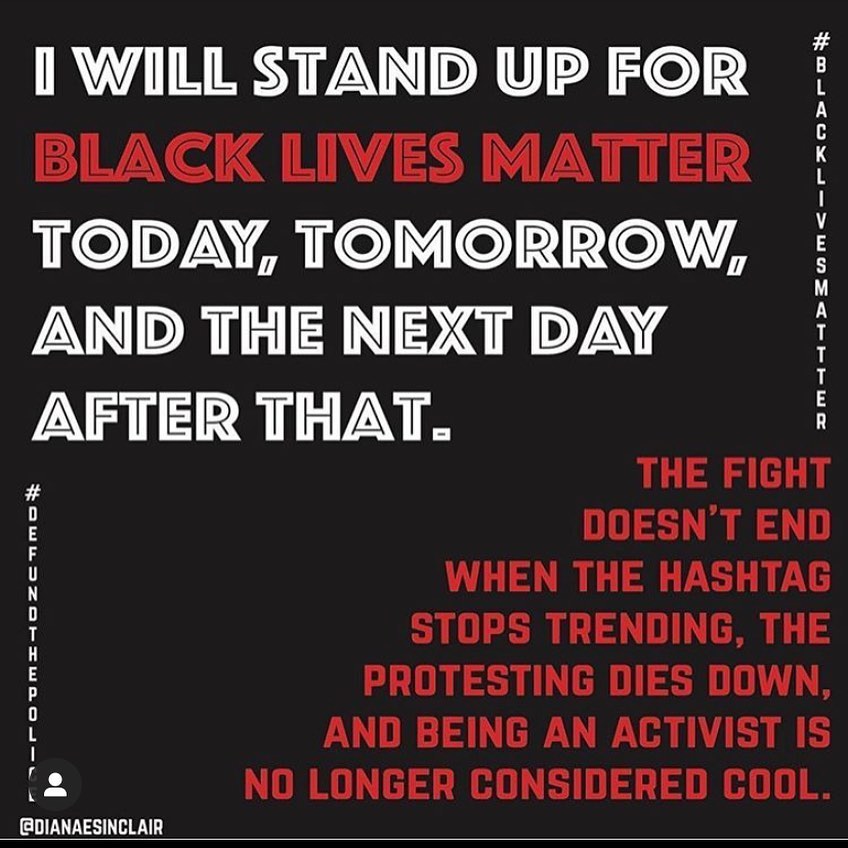 I WILL STAND UP FOR
BLACK LIVES MATTER
TODAY, TOMORROW,
AND THE NEXT DAY
AFTER THAT.
#BLACKLIVESMATTTER
THE FIGHT
DOESN'T END
WHEN THE HASHTAG
STOPS TRENDING, THE
PROTESTING DIES DOWN,
AND BEING AN ACTIVIST IS
NO LONGER CONSIDERED COOL.
#DEFUNDTHEPOLICE
@DIANAESINCLAIR